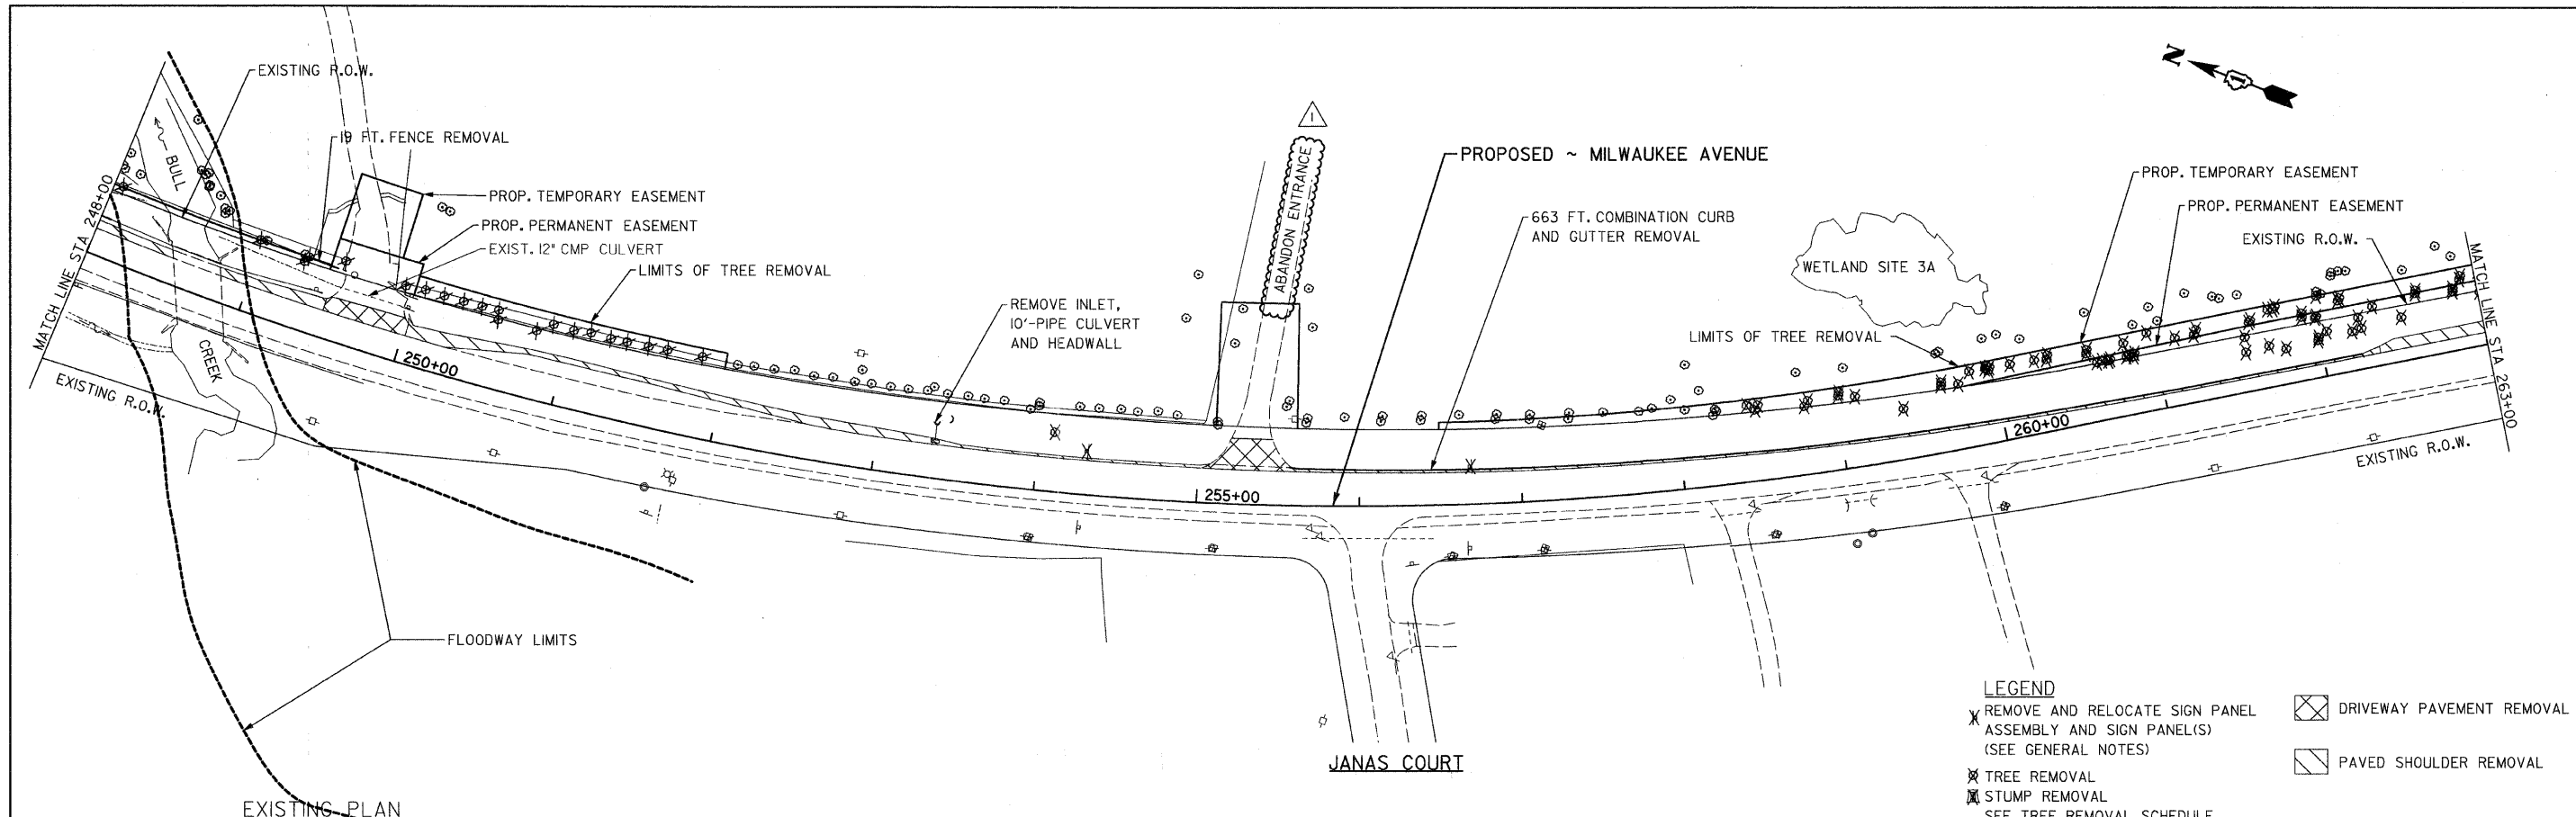 EXISTING R.O.W.
N
1
1
19 FT. FENCE REMOVAL
BULL
PROPOSED ~ MILWAUKEE AVENUE
ABANDON ENTRANCE
PROP. TEMPORARY EASEMENT
PROP. TEMPORARY EASEMENT
PROP. PERMANENT EASEMENT
PROP. PERMANENT EASEMENT
EXIST. 12" CMP CULVERT
LIMITS OF TREE REMOVAL
663 FT. COMBINATION CURB
AND GUTTER REMOVAL
EXISTING R.O.W.
WETLAND SITE 3A
MATCH LINE STA 248+00
MATCH LINE STA 263+00
REMOVE INLET,
10'-PIPE CULVERT
AND HEADWALL
LIMITS OF TREE REMOVAL
CREEK
250+00
EXISTING R.O.W.
255+00
260+00
EXISTING R.O.W.
FLOODWAY LIMITS
JANAS COURT
LEGEND
REMOVE AND RELOCATE SIGN PANEL
ASSEMBLY AND SIGN PANEL(S)
(SEE GENERAL NOTES)
TREE REMOVAL
STUMP REMOVAL
SEE TREE REMOVAL SCHEDULE
DRIVEWAY PAVEMENT REMOVAL
PAVED SHOULDER REMOVAL
EXISTING PLAN